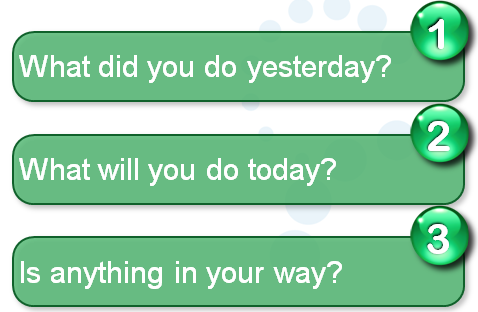 1
What did you do yesterday?
2
What will you do today?
3
Is anything in your way?